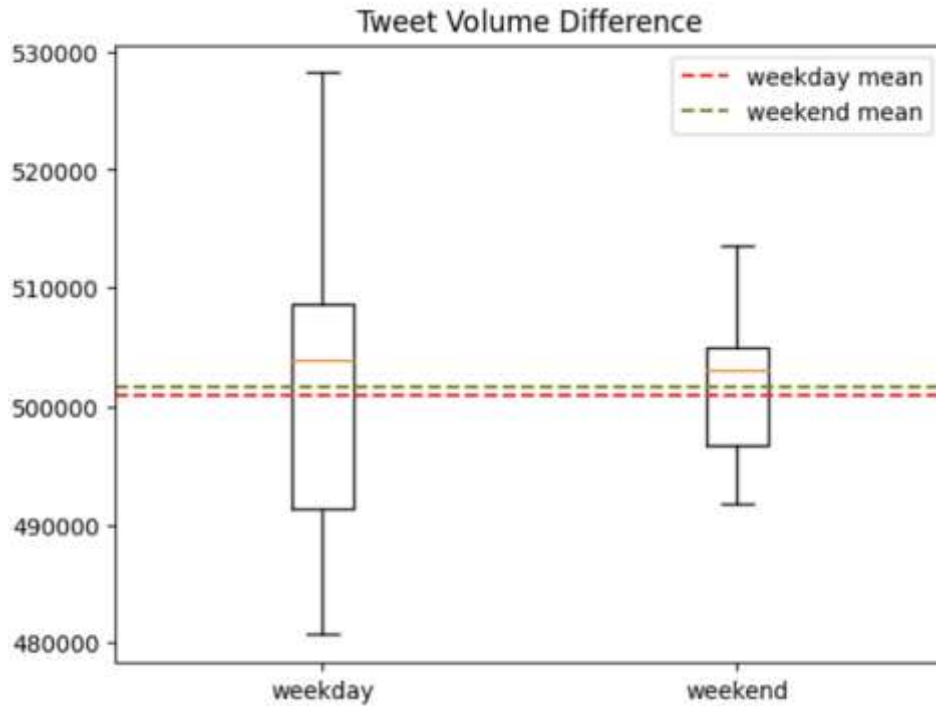 Tweet Volume Difference
530000
520000
510000
500000
490000
480000
weekday mean
weekend mean
weekday
weekend